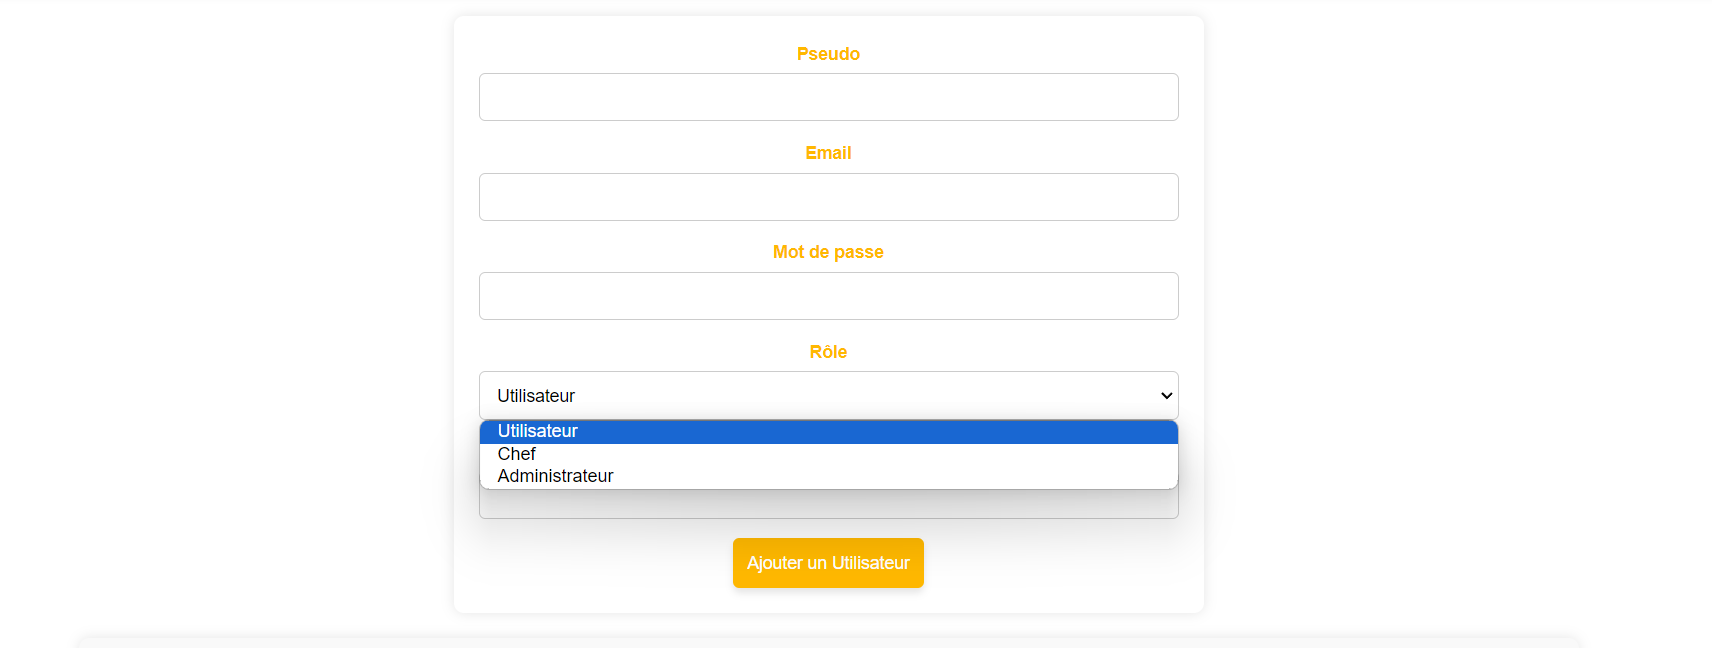 Pseudo
Email
Mot de passe
Rôle
Utilisateur
Utilisateur
Chef
Administrateur
Ajouter un Utilisateur